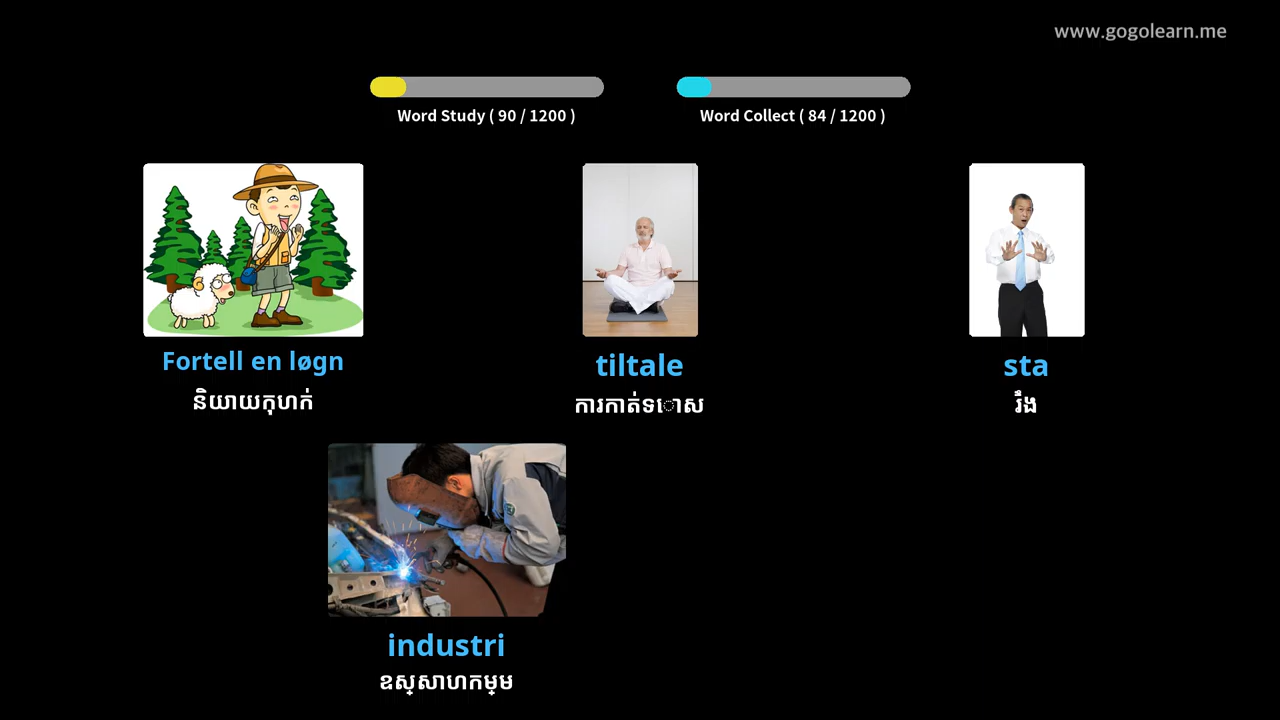 www.gogolearn.me
Word Study ( 90 / 1200 )
Word Collect ( 84 / 1200 )
Fortell en løgn
និយាយកុហក់
tiltale
ការកាត់ទោស
sta
រឹង
industri
ឧស្សាហកម្ម